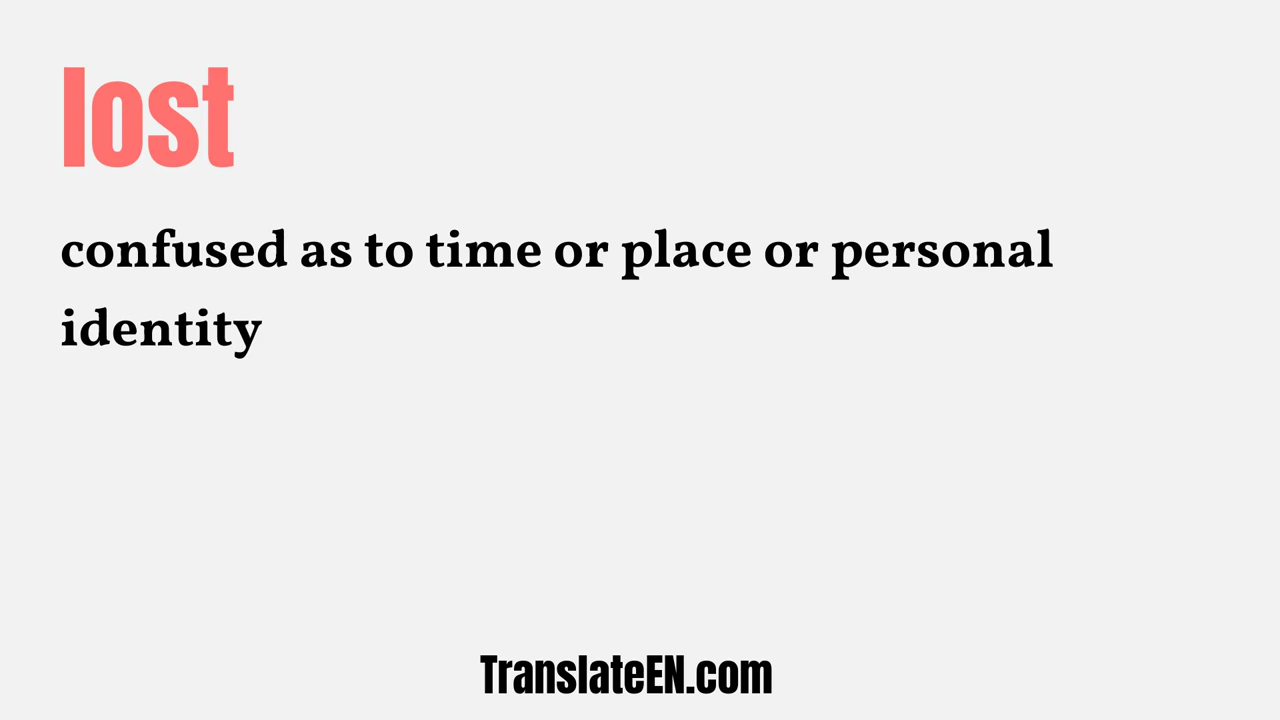 lost
confused as to time or place or personal
identity
TranslateEN.com